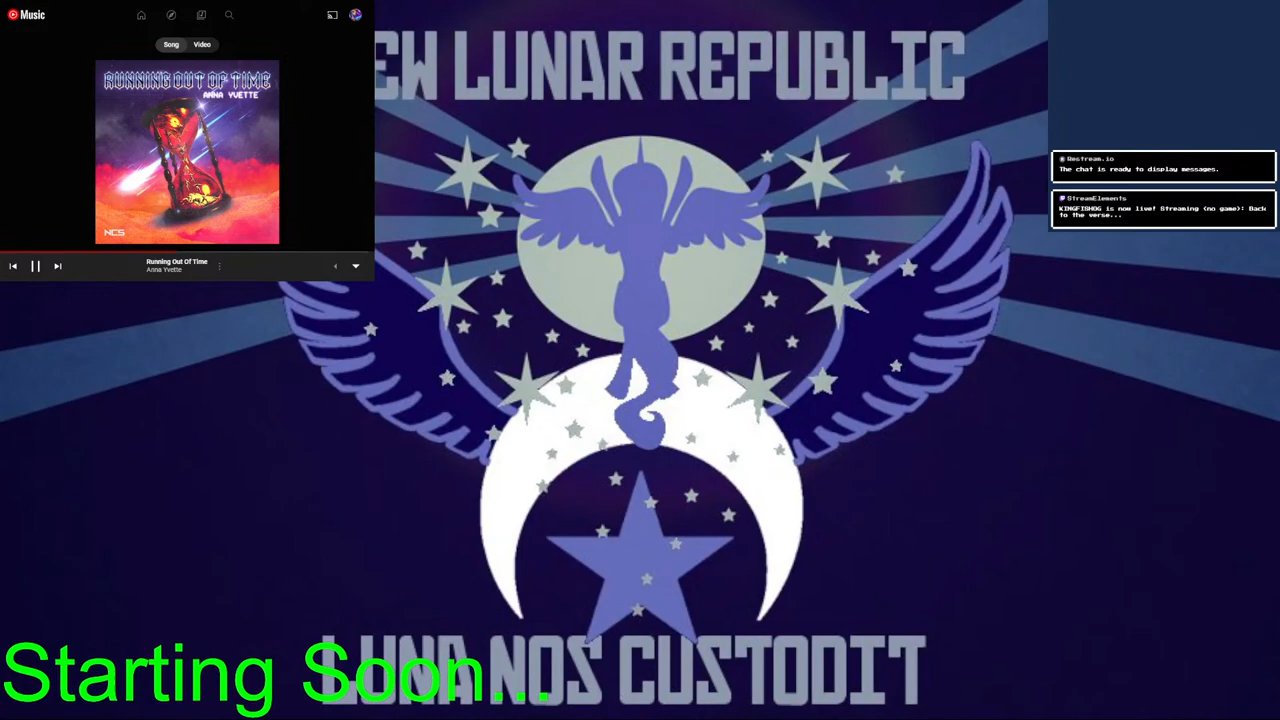 Music
Song
Video
RUNNING OUT OF TIME
ANNA YVETTE
NCS
Running Out Of Time
Anna Yvette
EW LUNAR REPUBLIC
Restream.io
The chat is ready to display messages.
StreamElements
KINGFISHOG is now live! Streaming (no game): Back
to the verse...
Starting Soon...
LUNA NOS CUSTODIT